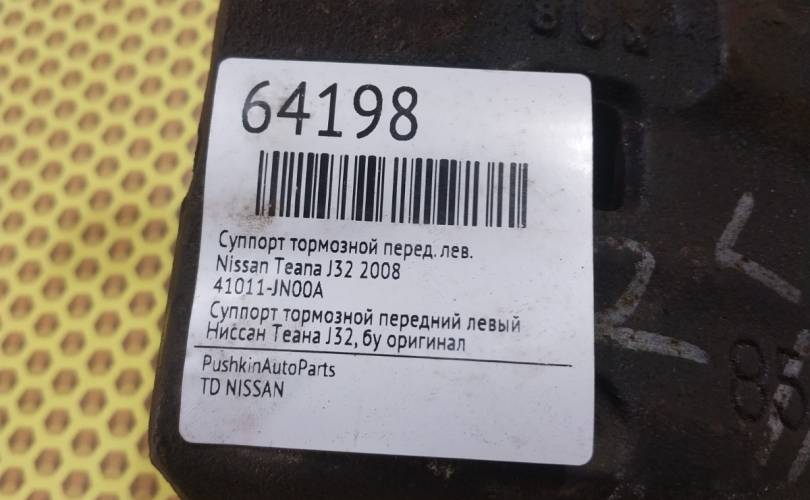 64198
Суппорт тормозной перед. лев.
Nissan Teana J32 2008
41011-JN00A
Суппорт тормозной передний левый
Ниссан Теана J32, бу оригинал
PushkinAutoParts
TD NISSAN
2 L